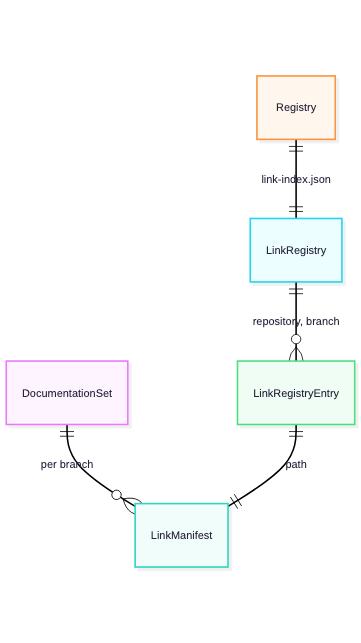 Registry
link-index.json
LinkRegistry
repository, branch
DocumentationSet
LinkRegistryEntry
per branch
path
LinkManifest